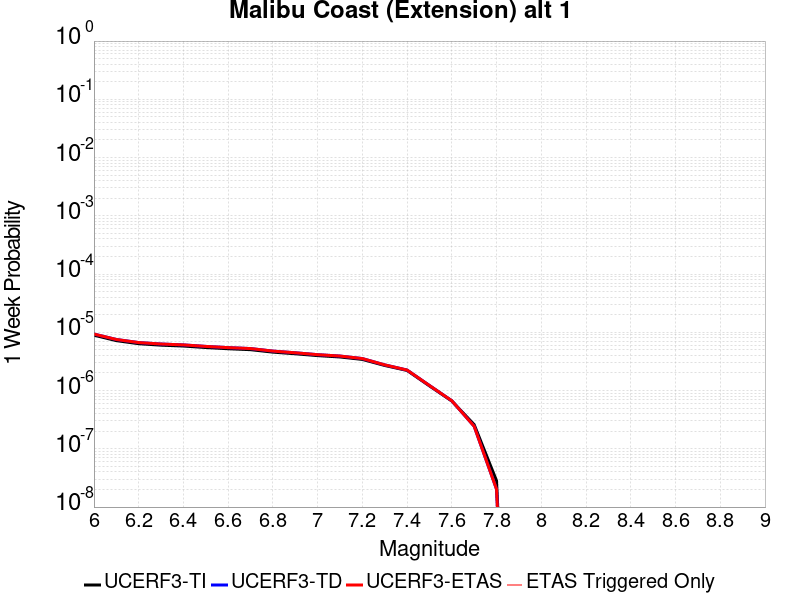 Malibu Coast (Extension) alt 1
10^0
10^-1
10^-2
10^-3
10^-4
10^-5
10^-6
10^-7
10^-8
1 Week Probability
6 6.2 6.4 6.6 6.8 7 7.2 7.4 7.6 7.8 8 8.2 8.4 8.6 8.8 9
Magnitude
UCERF3-TI UCERF3-TD UCERF3-ETAS ETAS Triggered Only